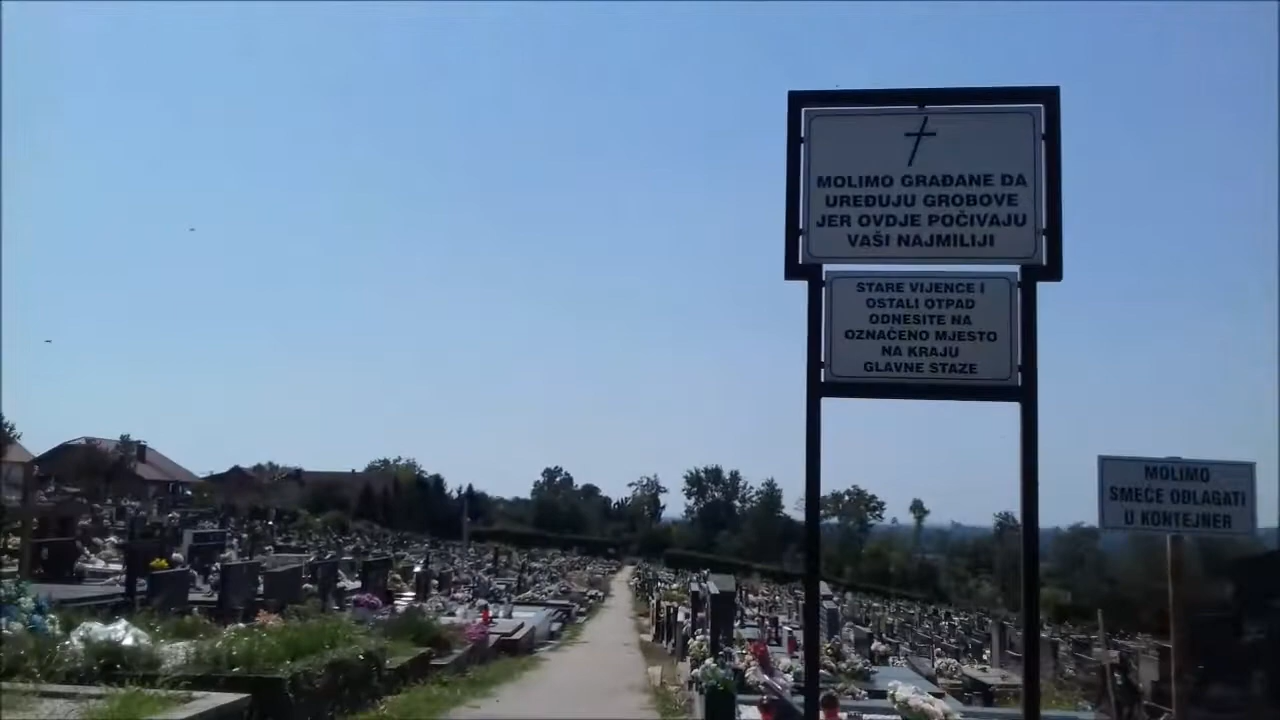 MOLIMO GRAĐANE DA
UREĐUJU GROBOVE
JER OVDJE POČIVAJU
VAŠI NAJMILIJI
STARE VIJENCE I
OSTALI OTPAD
ODNESITE NA
OZNAČENO MJESTO
NA KRAJU
GLAVNE STAZE
MOLIMO
SMEĆE ODLAGATI
U KONTEJNER